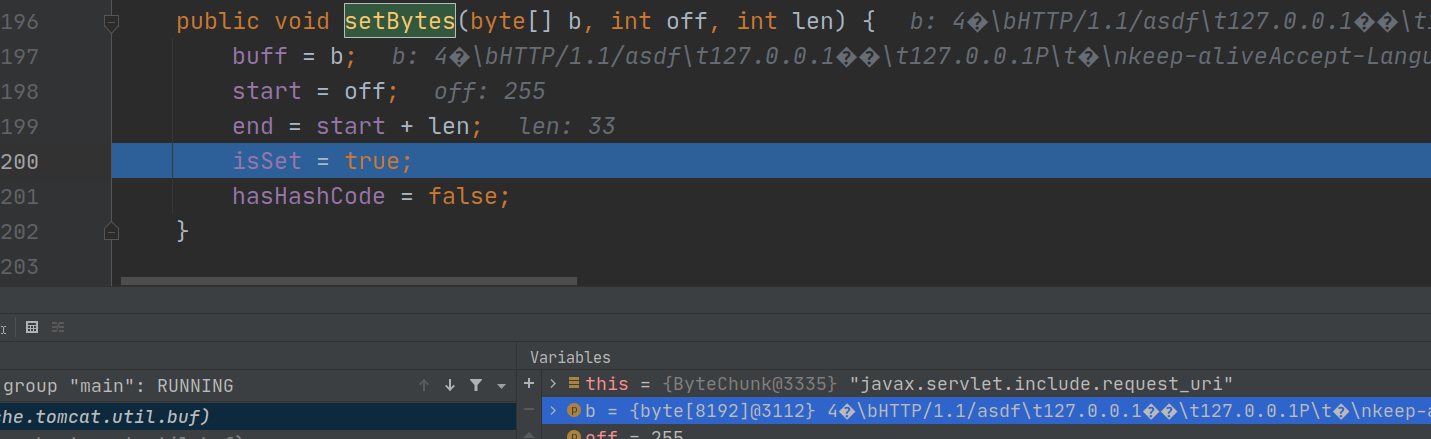 196 public void setBytes(byte[] b, int off, int len) { b: 4�\bHTTP/1.1/asdf\t127.0.0.1��\t1
197 buff = b; b: 4�\bHTTP/1.1/asdf\t127.0.0.1��\t127.0.0.1P\t�\nkeep-aliveAccept-Langu
198 start = off; off: 255
199 end = start + len; len: 33
200 isSet = true;
201 hasHashCode = false;
202 }
203
Variables
group "main": RUNNING
this = {ByteChunk@3335} "javax.servlet.include.request_uri"
he.tomcat.util.buf)
b = {byte[8192]@3112} 4�\bHTTP/1.1/asdf\t127.0.0.1��\t127.0.0.1P\t�\nkeep-a
off = 255